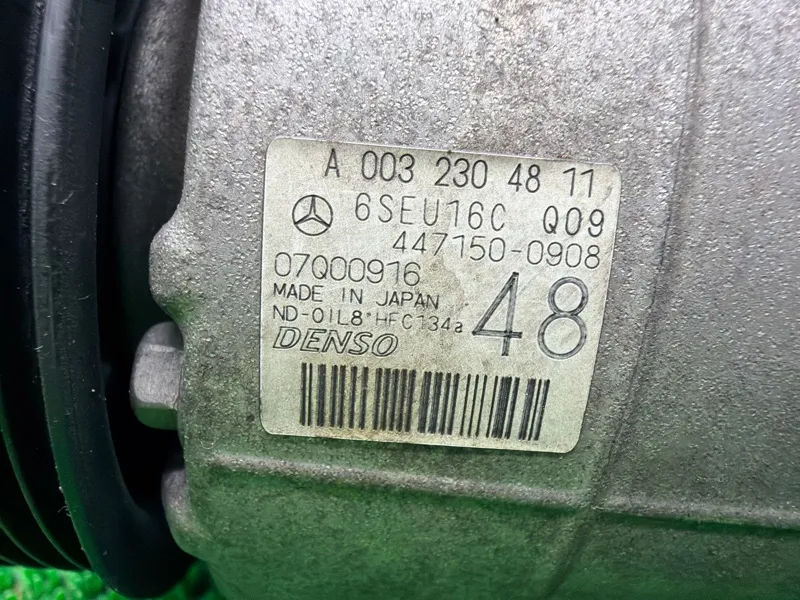 A 003 230 48 11
6SEU16C Q09
447150-0908
07Q00916
MADE IN JAPAN
ND-OIL8*HFC134a 48
DENSO